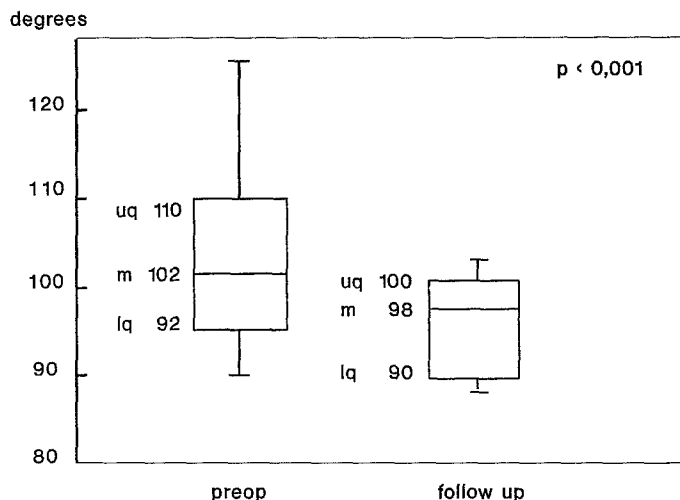 degrees
p < 0,001
120
110
uq 110
m 102
100
uq 100
m 98
lq 92
90
lq 90
80
preop
follow up